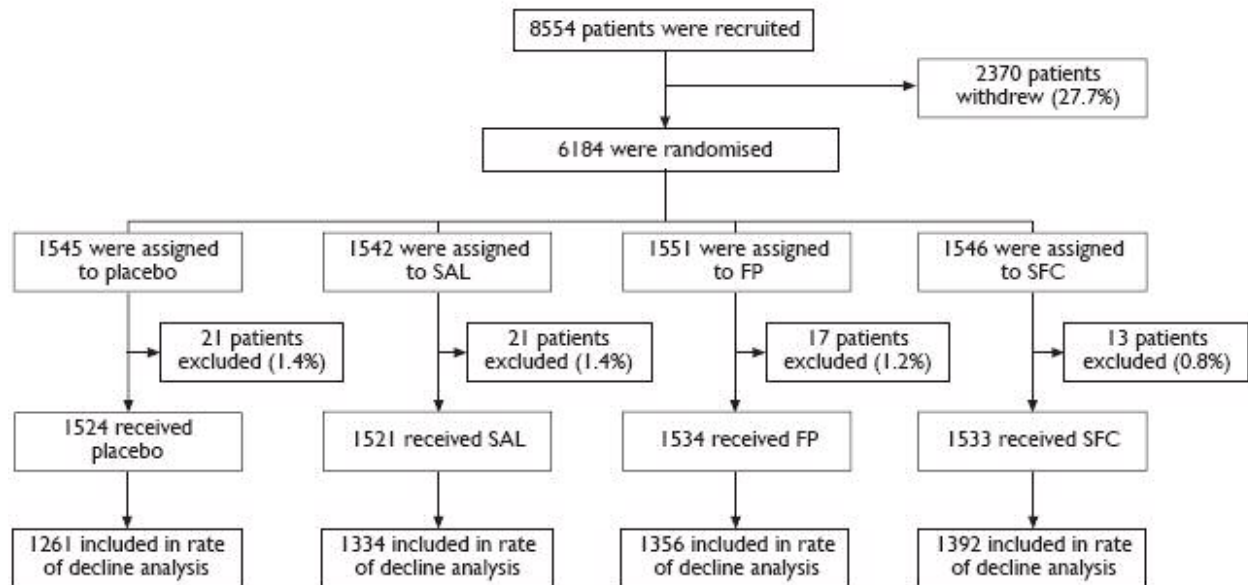 8554 patients were recruited
2370 patients
withdrew (27.7%)
6184 were randomised
1545 were assigned
to placebo
1542 were assigned
to SAL
1551 were assigned
to FP
1546 were assigned
to SFC
21 patients
excluded (1.4%)
21 patients
excluded (1.4%)
17 patients
excluded (1.2%)
13 patients
excluded (0.8%)
1524 received
placebo
1521 received SAL
1534 received FP
1533 received SFC
1261 included in rate
of decline analysis
1334 included in rate
of decline analysis
1356 included in rate
of decline analysis
1392 included in rate
of decline analysis